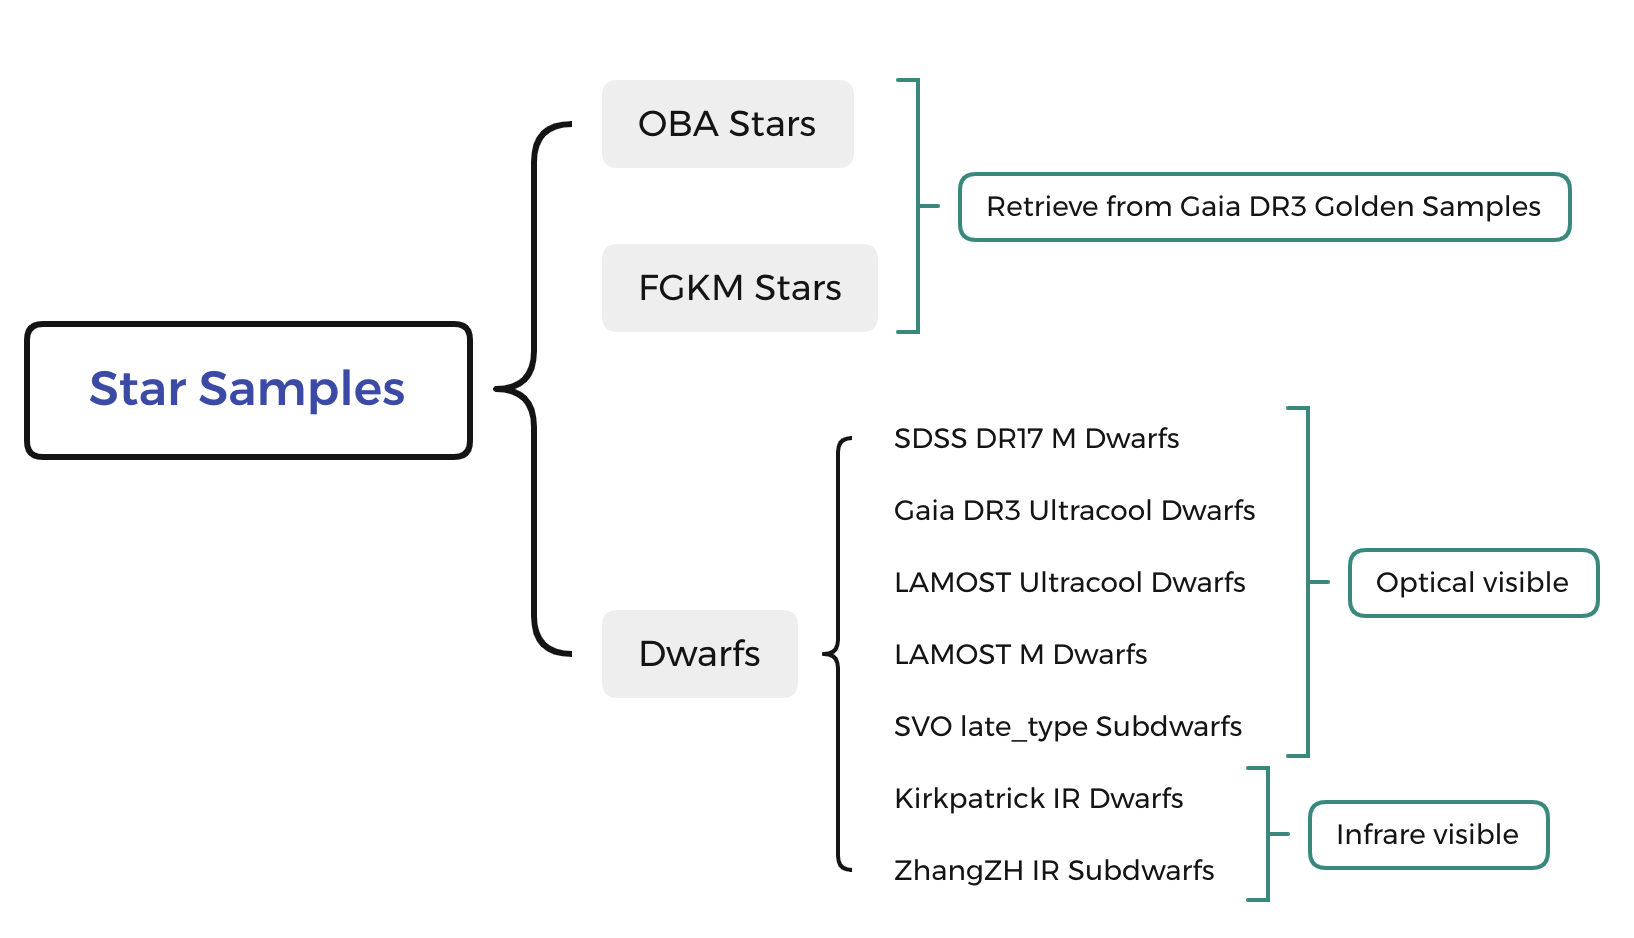 OBA Stars
FGKM Stars
Retrieve from Gaia DR3 Golden Samples
Star Samples
Dwarfs
SDSS DR17 M Dwarfs
Gaia DR3 Ultracool Dwarfs
LAMOST Ultracool Dwarfs
LAMOST M Dwarfs
SVO late_type Subdwarfs
Optical visible
Kirkpatrick IR Dwarfs
ZhangZH IR Subdwarfs
Infrare visible